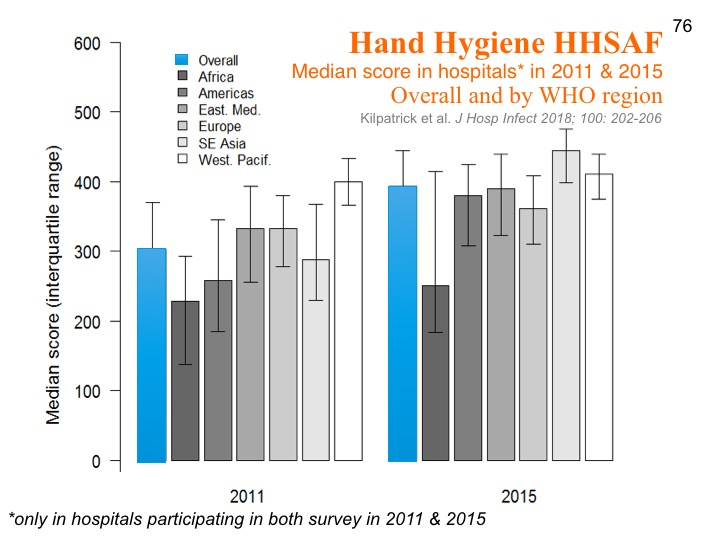 76
Hand Hygiene HHSAF
Median score in hospitals* in 2011 & 2015
Overall and by WHO region
Kilpatrick et al. J Hosp Infect 2018; 100: 202-206
Overall
Africa
Americas
East. Med.
Europe
SE Asia
West. Pacif.
Median score (interquartile range)
600
500
400
300
200
100
0
2011
2015
*only in hospitals participating in both survey in 2011 & 2015